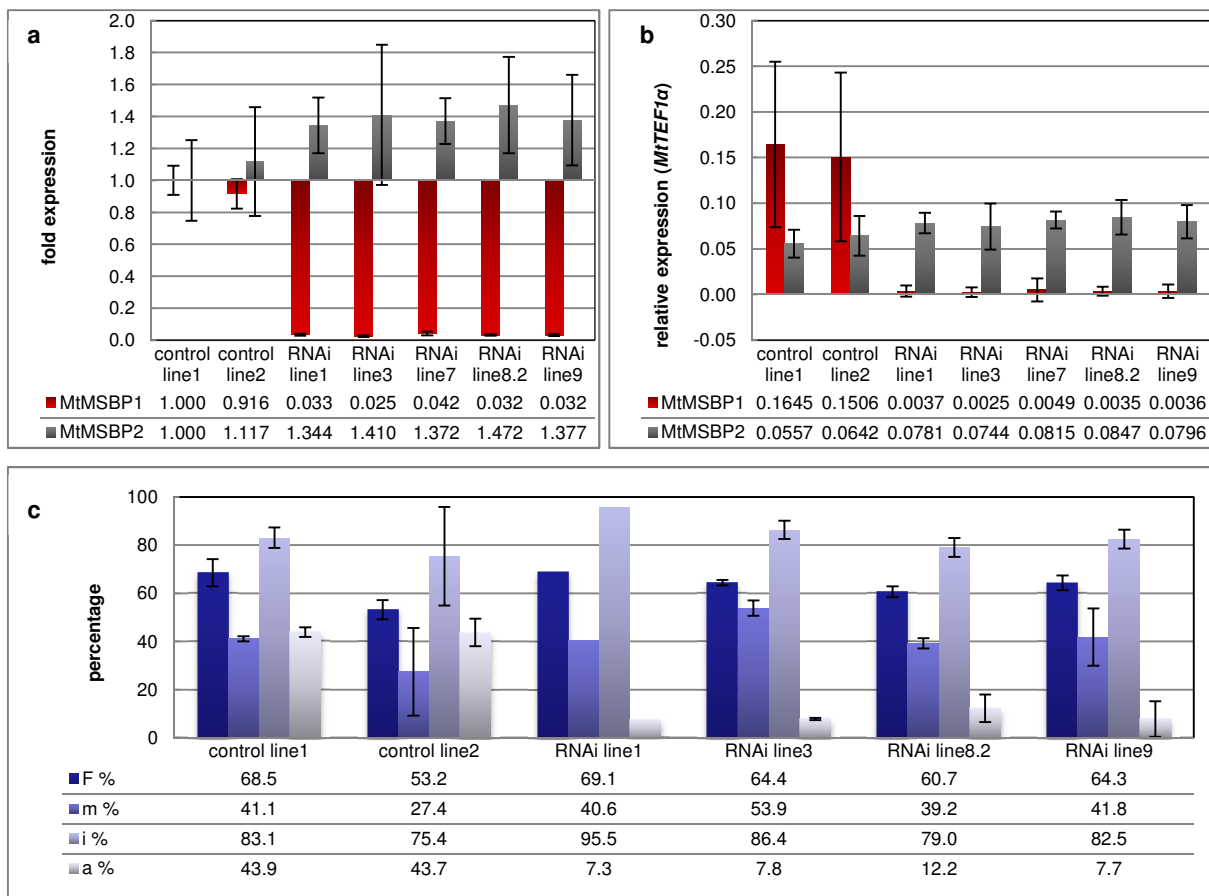 a
2.0
1.8
1.6
1.4
1.2
1.0
0.8
0.6
0.4
0.2
0.0
fold expression
control line1 control line2 RNAi line1 RNAi line3 RNAi line7 RNAi line8.2 RNAi line9
MtMSBP1 1.000 0.916 0.033 0.025 0.042 0.032 0.032
MtMSBP2 1.000 1.117 1.344 1.410 1.372 1.472 1.377
b
0.30
0.25
0.20
0.15
0.10
0.05
0.00
-0.05
relative expression (MtTEF1α)
control line1 control line2 RNAi line1 RNAi line3 RNAi line7 RNAi line8.2 RNAi line9
MtMSBP1 0.1645 0.1506 0.0037 0.0025 0.0049 0.0035 0.0036
MtMSBP2 0.0557 0.0642 0.0781 0.0744 0.0815 0.0847 0.0796
c
100
80
60
40
20
0
percentage
control line1 control line2 RNAi line1 RNAi line3 RNAi line8.2 RNAi line9
F % 68.5 53.2 69.1 64.4 60.7 64.3
m % 41.1 27.4 40.6 53.9 39.2 41.8
i % 83.1 75.4 95.5 86.4 79.0 82.5
a % 43.9 43.7 7.3 7.8 12.2 7.7